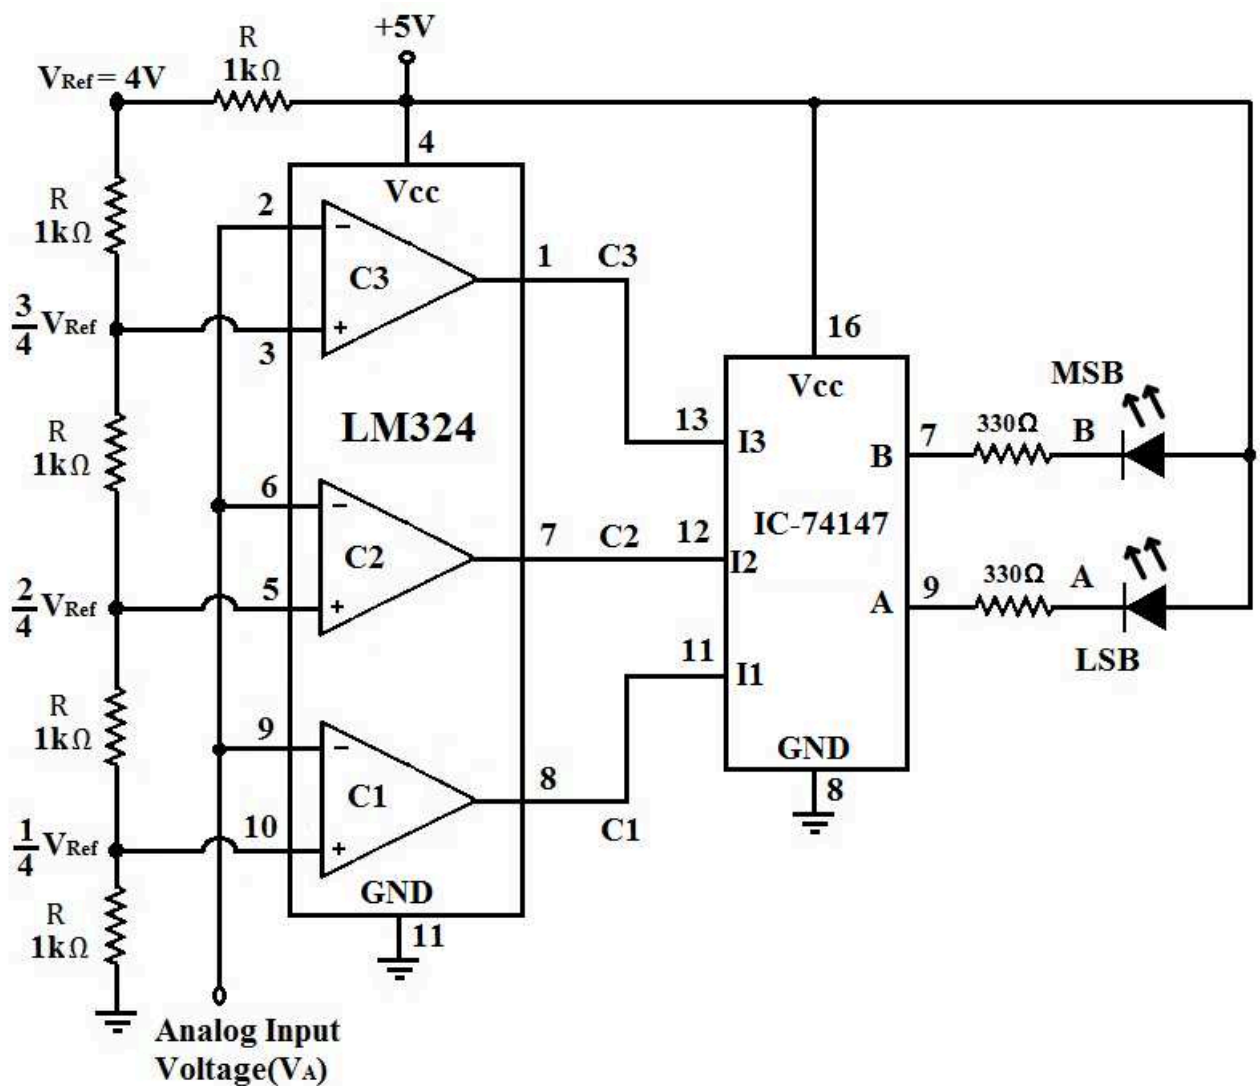 +5V
R
1kΩ
VRef = 4V
4
Vcc
R
1kΩ
2
−
C3
1
C3
3/4 VRef
+
3
16
Vcc
MSB
LM324
13
I3
330Ω
B
7
B
R
1kΩ
6
−
C2
7
C2
12
I2
IC-74147
2/4 VRef
5
+
330Ω
A
9
A
LSB
11
I1
R
1kΩ
9
−
C1
8
C1
GND
8
1/4 VRef
10
+
GND
11
R
1kΩ
Analog Input
Voltage(VA)